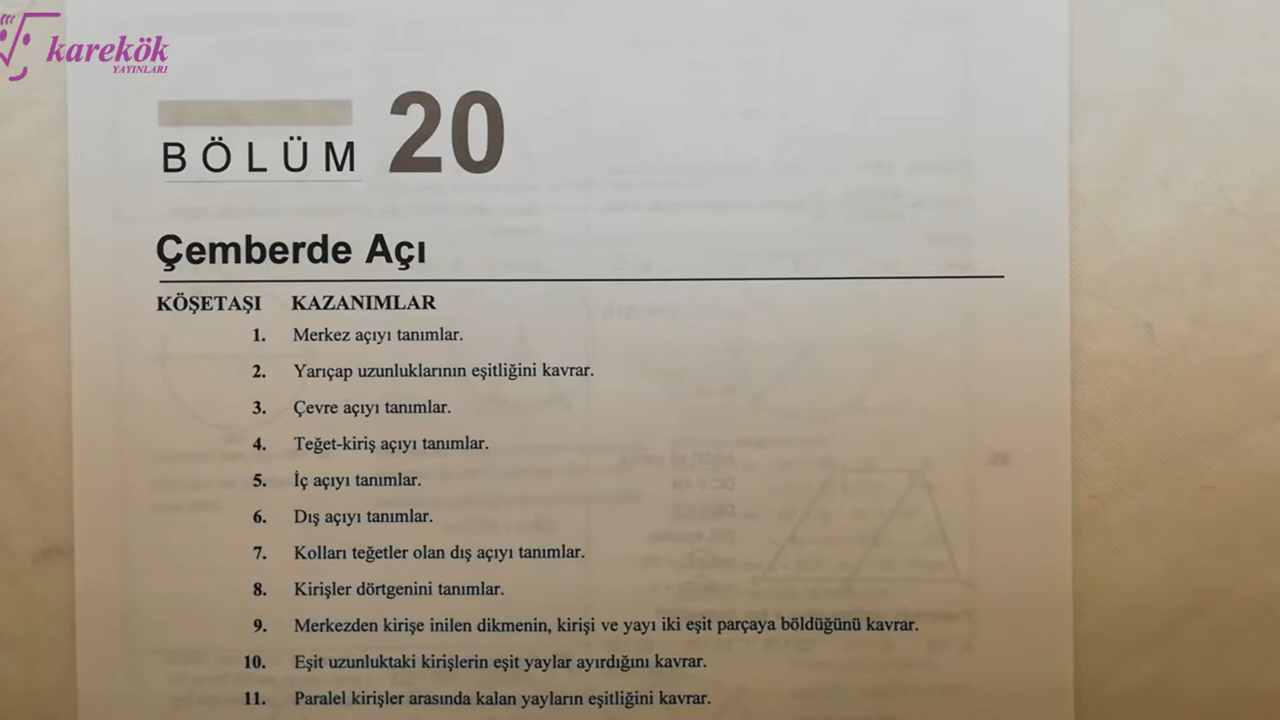 karekök
YAYINLARI
BÖLÜM 20
Çemberde Açı
KÖŞETAŞI KAZANIMLAR
1. Merkez açıyı tanımlar.
2. Yarıçap uzunluklarının eşitliğini kavrar.
3. Çevre açıyı tanımlar.
4. Teğet-kiriş açıyı tanımlar.
5. İç açıyı tanımlar.
6. Dış açıyı tanımlar.
7. Kolları teğetler olan dış açıyı tanımlar.
8. Kirişler dörtgenini tanımlar.
9. Merkezden kirişe inilen dikmenin, kirişi ve yayı iki eşit parçaya böldüğünü kavrar.
10. Eşit uzunluktaki kirişlerin eşit yaylar ayırdığını kavrar.
11. Paralel kirişler arasında kalan yayların eşitliğini kavrar.